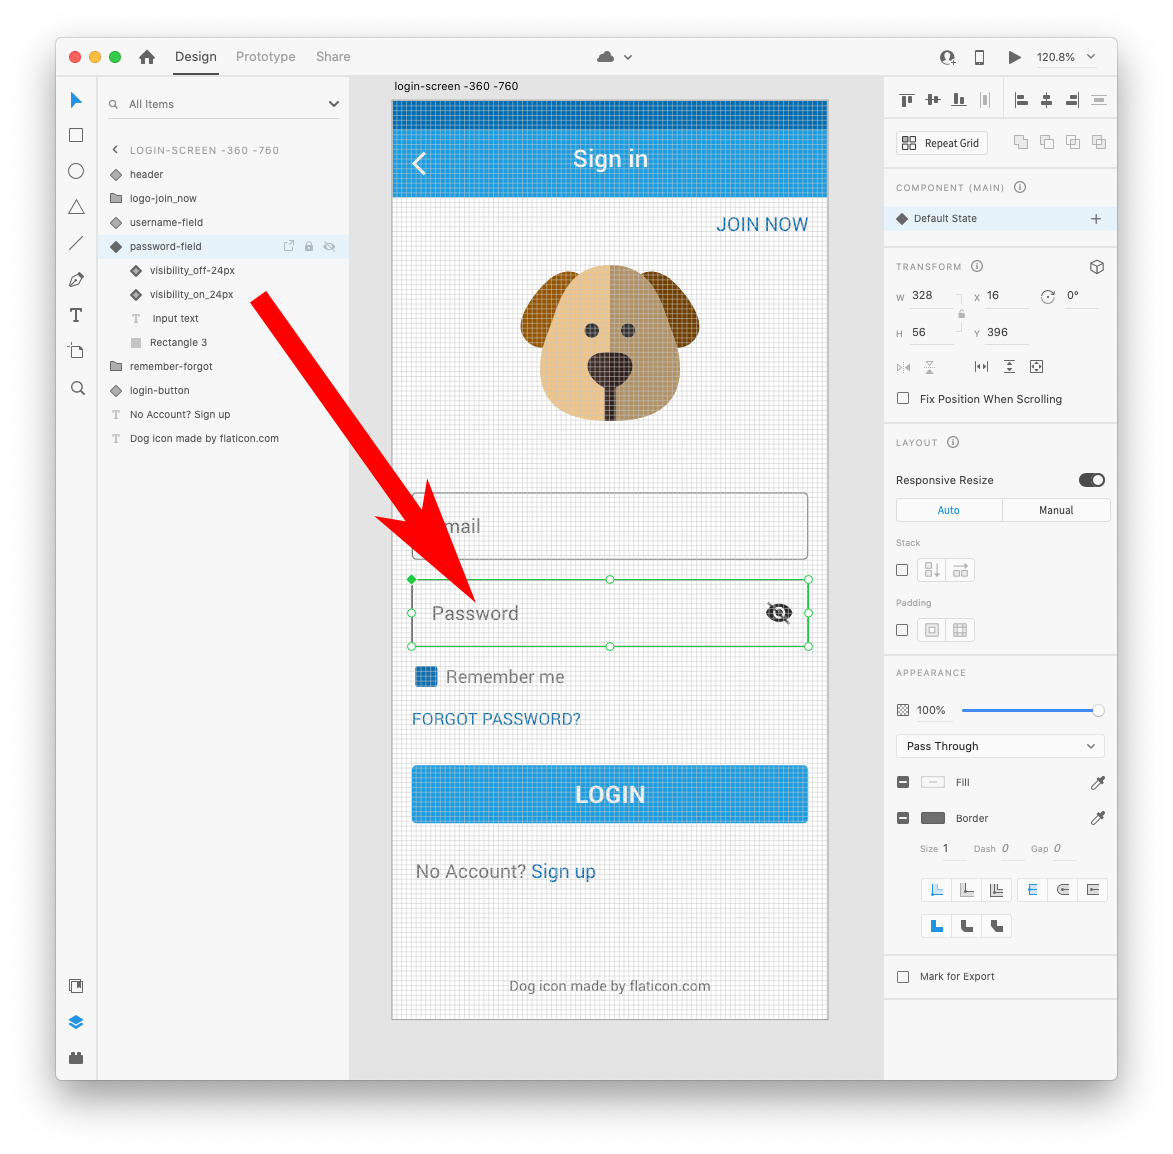 Design
Prototype
Share
120.8%
All Items
LOGIN-SCREEN -360 -760
header
logo-join_now
username-field
password-field
visibility_off-24px
visibility_on_24px
T Input text
Rectangle 3
remember-forgot
login-button
T No Account? Sign up
T Dog icon made by flaticon.com
login-screen -360 -760
Sign in
JOIN NOW
mail
Password
Remember me
FORGOT PASSWORD?
LOGIN
No Account? Sign up
Dog icon made by flaticon.com
Repeat Grid
COMPONENT (MAIN)
Default State
TRANSFORM
W 328 X 16 0°
H 56 Y 396
Fix Position When Scrolling
LAYOUT
Responsive Resize
Auto Manual
Stack
Padding
APPEARANCE
100%
Pass Through
Fill
Border
Size 1 Dash 0 Gap 0
Mark for Export